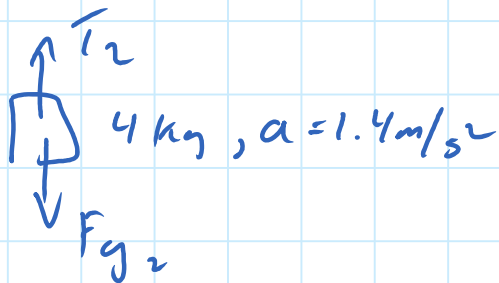 T₂
4 kg, a = 1.4 m/s²
Fg₂